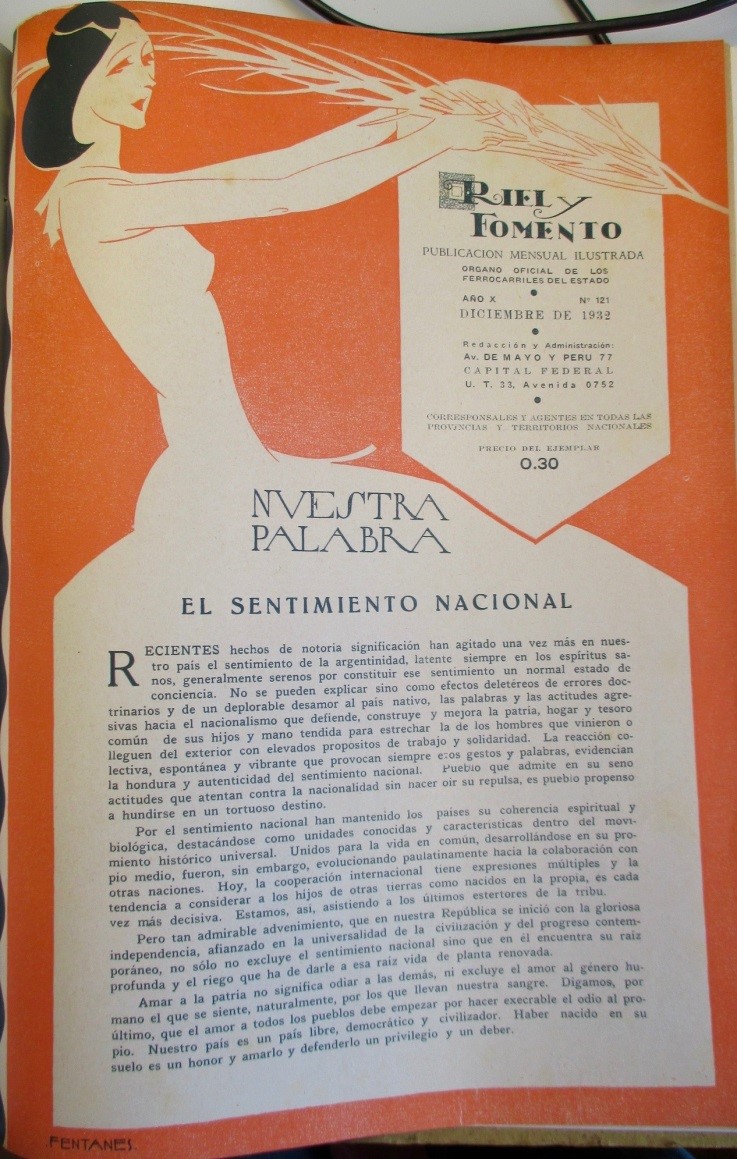 RIEL y
FOMENTO
PUBLICACION MENSUAL ILUSTRADA
ORGANO OFICIAL DE LOS
FERROCARRILES DEL ESTADO
AÑO X Nº 121
DICIEMBRE DE 1932
Redacción y Administración:
Av. DE MAYO Y PERU 77
CAPITAL FEDERAL
U. T. 33, Avenida 0752
CORRESPONSALES Y AGENTES EN TODAS LAS
PROVINCIAS Y TERRITORIOS NACIONALES
PRECIO DEL EJEMPLAR
0.30
NVESTRA
PALABRA
EL SENTIMIENTO NACIONAL
RECIENTES hechos de notoria significación han agitado una vez más en nues-
tro país el sentimiento de la argentinidad, latente siempre en los espíritus sa-
nos, generalmente serenos por constituir ese sentimiento un normal estado de
conciencia. No se pueden explicar sino como efectos deletéreos de errores doc-
trinarios y de un deplorable desamor al país nativo, las palabras y las actitudes agre-
sivas hacia el nacionalismo que defiende, construye y mejora la patria, hogar y tesoro
común de sus hijos y mano tendida para estrechar la de los hombres que vinieron o
lleguen del exterior con elevados propositos de trabajo y solidaridad. La reacción co-
lectiva, espontánea y vibrante que provocan siempre esos gestos y palabras, evidencian
la hondura y autenticidad del sentimiento nacional. Pueblo que admite en su seno
actitudes que atentan contra la nacionalidad sin hacer oir su repulsa, es pueblo propenso
a hundirse en un tortuoso destino.
Por el sentimiento nacional han mantenido los países su coherencia espiritual y
biológica, destacándose como unidades conocidas y características dentro del movi-
miento histórico universal. Unidos para la vida en común, desarrollándose en su pro-
pio medio, fueron, sin embargo, evolucionando paulatinamente hacia la colaboración con
otras naciones. Hoy, la cooperación internacional tiene expresiones múltiples y la
tendencia a considerar a los hijos de otras tierras como nacidos en la propia, es cada
vez más decisiva. Estamos, asi, asistiendo a los últimos estertores de la tribu.
Pero tan admirable advenimiento, que en nuestra República se inició con la gloriosa
independencia, afianzado en la universalidad de la civilización y del progreso contem-
poráneo, no sólo no excluye el sentimiento nacional sino que en él encuentra su raíz
profunda y el riego que ha de darle a esa raíz vida de planta renovada.
Amar a la patria no significa odiar a las demás, ni excluye el amor al género hu-
mano el que se siente, naturalmente, por los que llevan nuestra sangre. Digamos, por
último, que el amor a todos los pueblos debe empezar por hacer execrable el odio al pro-
pio. Nuestro país es un país libre, democrático y civilizador. Haber nacido en su
suelo es un honor y amarlo y defenderlo un privilegio y un deber.
FENTANES